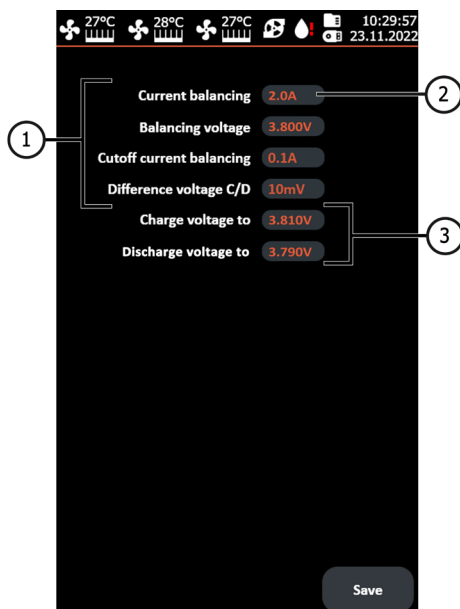 27°C 28°C 27°C 10:29:57
23.11.2022
Current balancing 2.0A
2
Balancing voltage 3.800V
1
Cutoff current balancing 0.1A
Difference voltage C/D 10mV
Charge voltage to 3.810V
3
Discharge voltage to 3.790V
Save